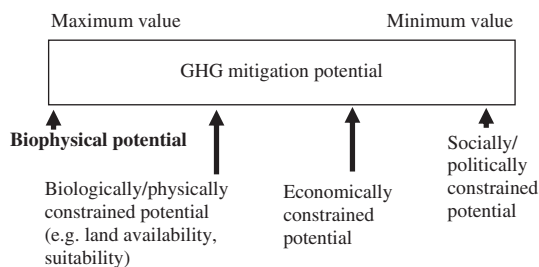 Maximum value
Minimum value
GHG mitigation potential
Biophysical potential
Biologically/physically
constrained potential
(e.g. land availability,
suitability)
Economically
constrained
potential
Socially/
politically
constrained
potential